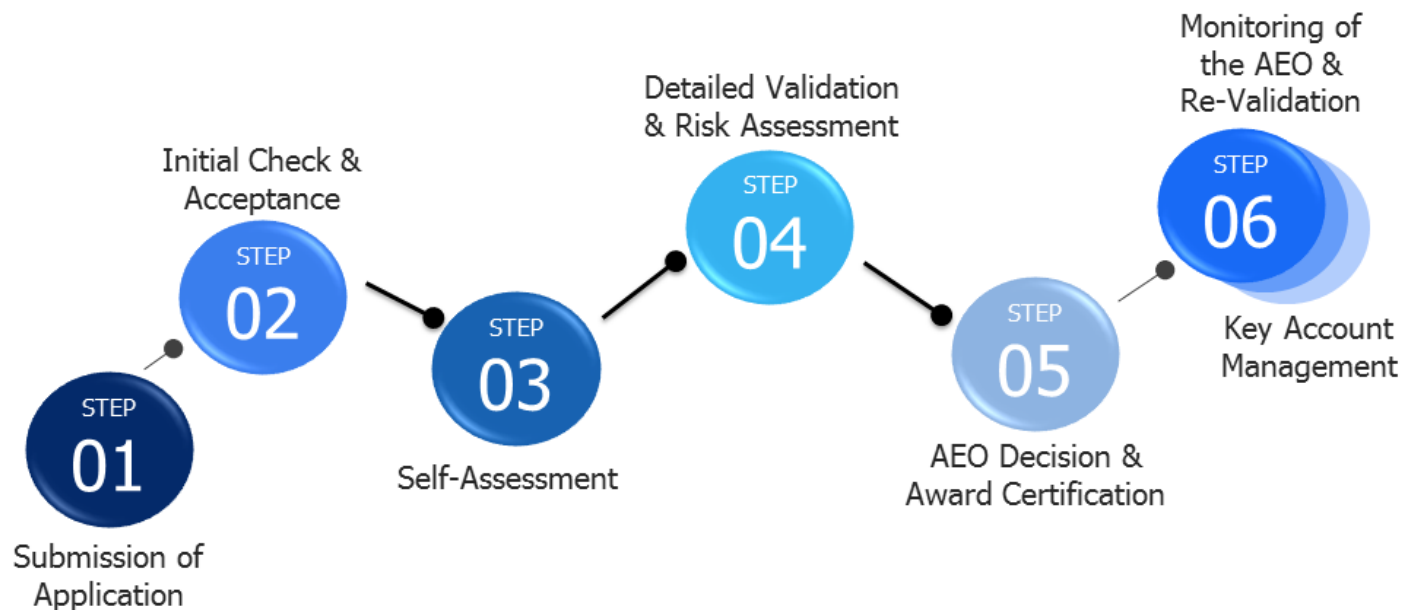 STEP
01
Submission of
Application
Initial Check &
Acceptance
STEP
02
STEP
03
Self-Assessment
Detailed Validation
& Risk Assessment
STEP
04
STEP
05
AEO Decision &
Award Certification
Monitoring of
the AEO &
Re-Validation
STEP
06
Key Account
Management